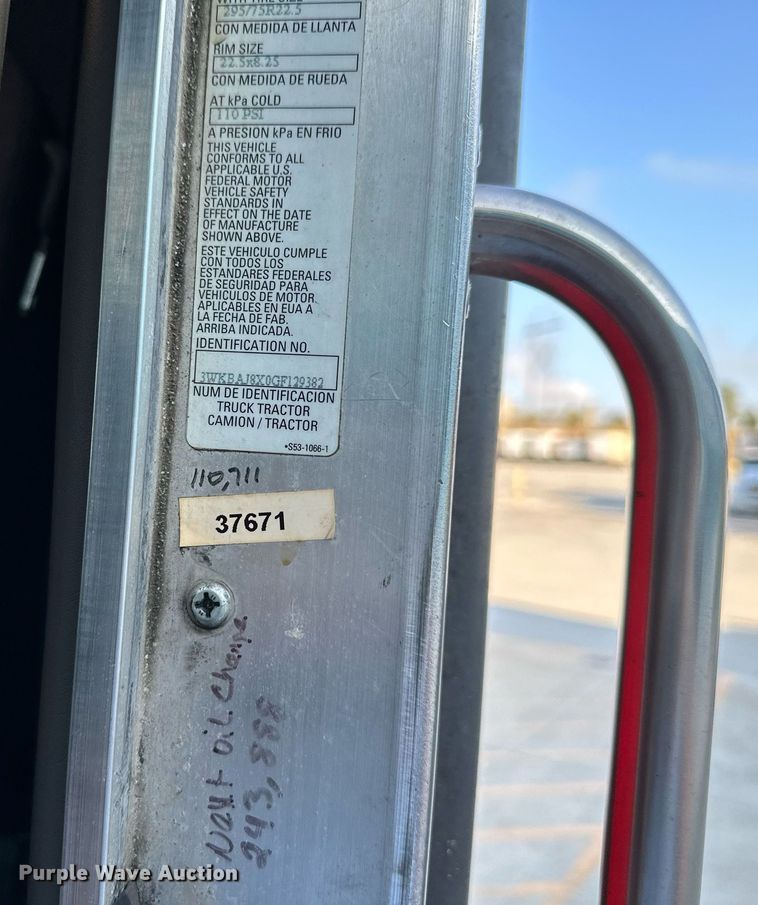 WITH TIRE SIZE
295/75R22.5
CON MEDIDA DE LLANTA
RIM SIZE
22.5x8.25
CON MEDIDA DE RUEDA
AT kPa COLD
110 PSI
A PRESION kPa EN FRIO
THIS VEHICLE
CONFORMS TO ALL
APPLICABLE U.S.
FEDERAL MOTOR
VEHICLE SAFETY
STANDARDS IN
EFFECT ON THE DATE
OF MANUFACTURE
SHOWN ABOVE.
ESTE VEHICULO CUMPLE
CON TODOS LOS
ESTANDARES FEDERALES
DE SEGURIDAD PARA
VEHICULOS DE MOTOR
APLICABLES EN EUA A
LA FECHA DE FAB.
ARRIBA INDICADA.
IDENTIFICATION NO.
3WKBAJ8X0GF129382
NUM DE IDENTIFICACION
TRUCK TRACTOR
CAMION / TRACTOR
•S53-1066-1
110,711
37671
Next oil change
243,888
Purple Wave Auction®